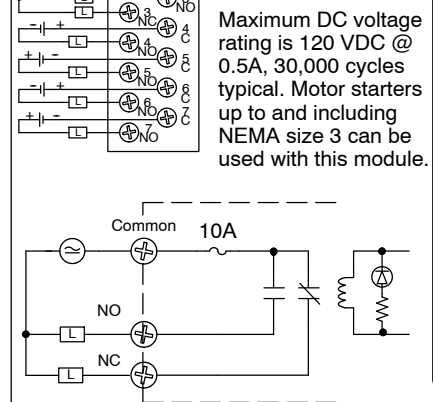 L
NO
L
3
NC
4
C
- +
L
4
NO
+ -
5
C
L
5
NO
- +
6
C
L
6
NO
+ -
7
C
L
7
NO
Maximum DC voltage
rating is 120 VDC @
0.5A, 30,000 cycles
typical. Motor starters
up to and including
NEMA size 3 can be
used with this module.
Common
10A
NO
L
NC
L